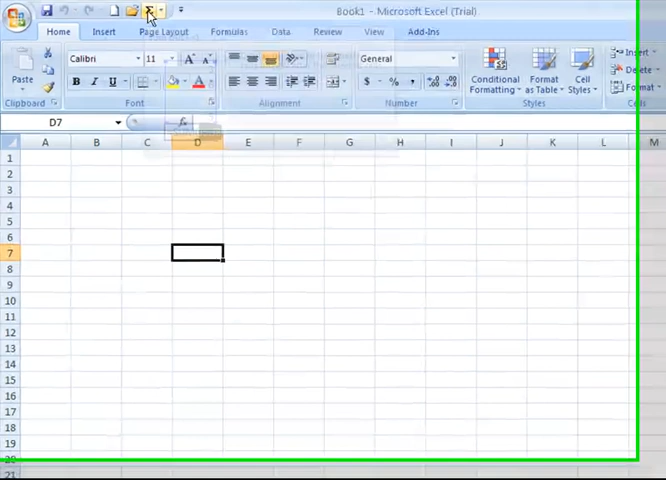 Book1 - Microsoft Excel (Trial)
Home Insert Page Layout Formulas Data Review View Add-Ins
Calibri 11 A A General Insert
Paste B I U A $ % , Conditional Formatting Format as Table Cell Styles Delete
Format
Clipboard Font Alignment Number Styles
D7 fx
A B C D E F G H I J K L M
1
2
3
4
5
6
7
8
9
10
11
12
13
14
15
16
17
18
19
20
21